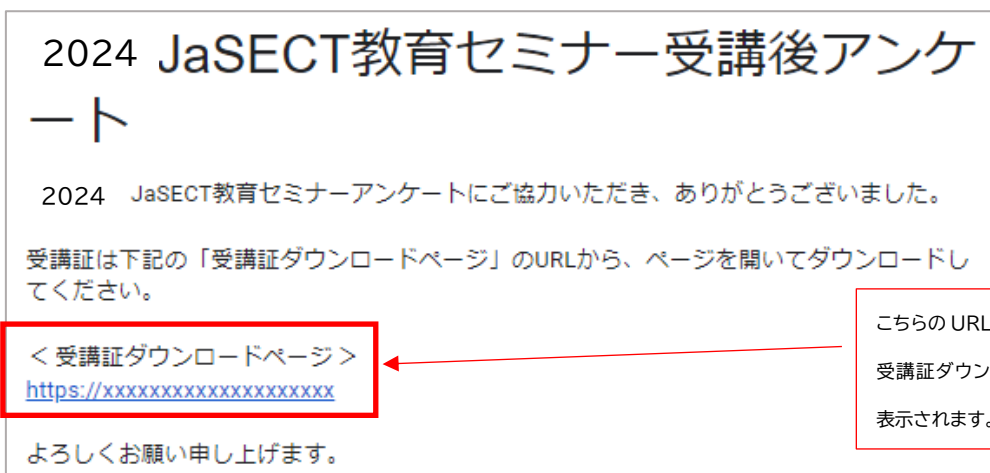 2024 JaSECT教育セミナー受講後アンケ
ート
2024 JaSECT教育セミナーアンケートにご協力いただき、ありがとうございました。
受講証は下記の「受講証ダウンロードページ」のURLから、ページを開いてダウンロードし
てください。
＜受講証ダウンロードページ＞
https://xxxxxxxxxxxxxxxxxxxx
こちらの URL
受講証ダウン
表示されます。
よろしくお願い申し上げます。